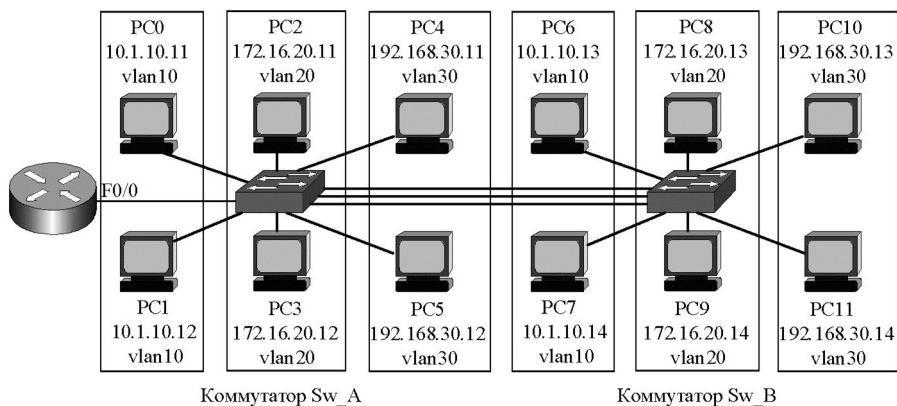 PC0
10.1.10.11
vlan10
PC2
172.16.20.11
vlan20
PC4
192.168.30.11
vlan30
PC6
10.1.10.13
vlan10
PC8
172.16.20.13
vlan20
PC10
192.168.30.13
vlan30
F0/0
PC1
10.1.10.12
vlan10
PC3
172.16.20.12
vlan20
PC5
192.168.30.12
vlan30
PC7
10.1.10.14
vlan10
PC9
172.16.20.14
vlan20
PC11
192.168.30.14
vlan30
Коммутатор Sw_A
Коммутатор Sw_B